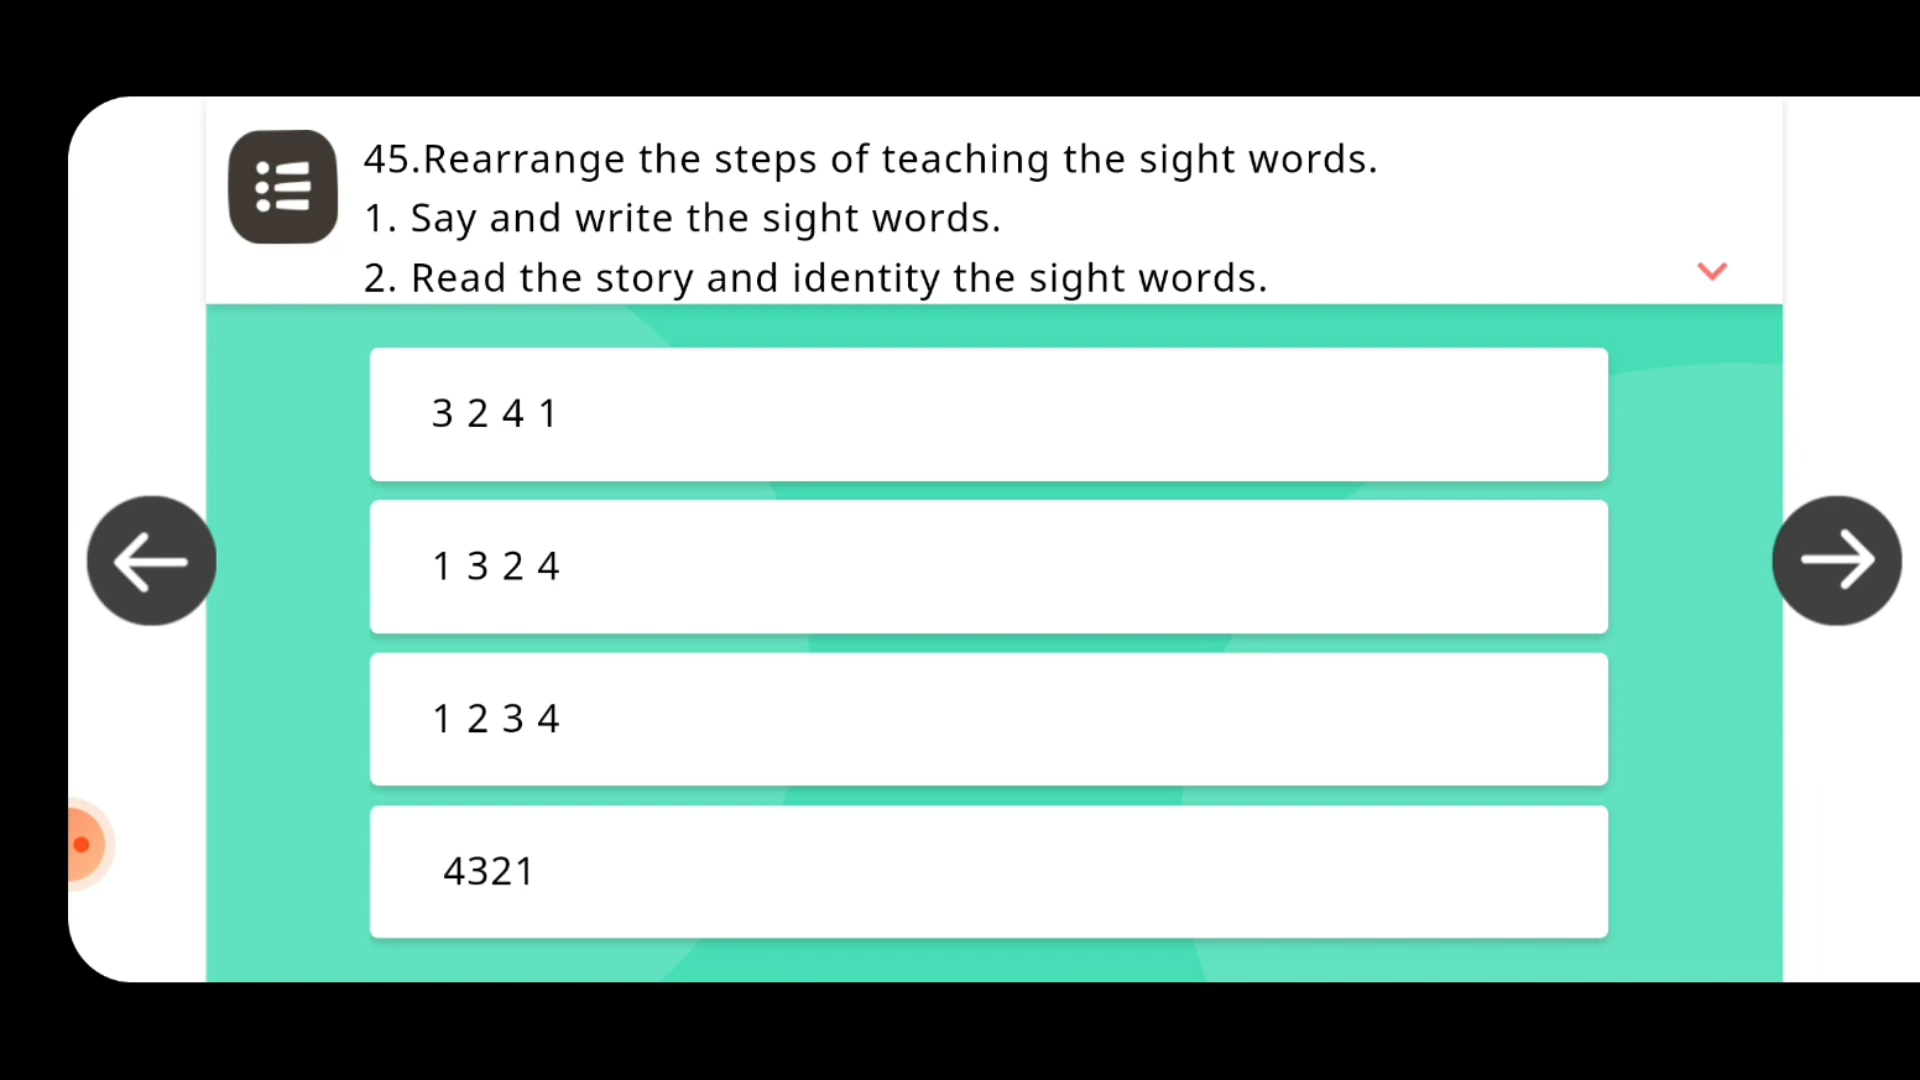 45.Rearrange the steps of teaching the sight words.
1. Say and write the sight words.
2. Read the story and identity the sight words.
3 2 4 1
1 3 2 4
1 2 3 4
4321